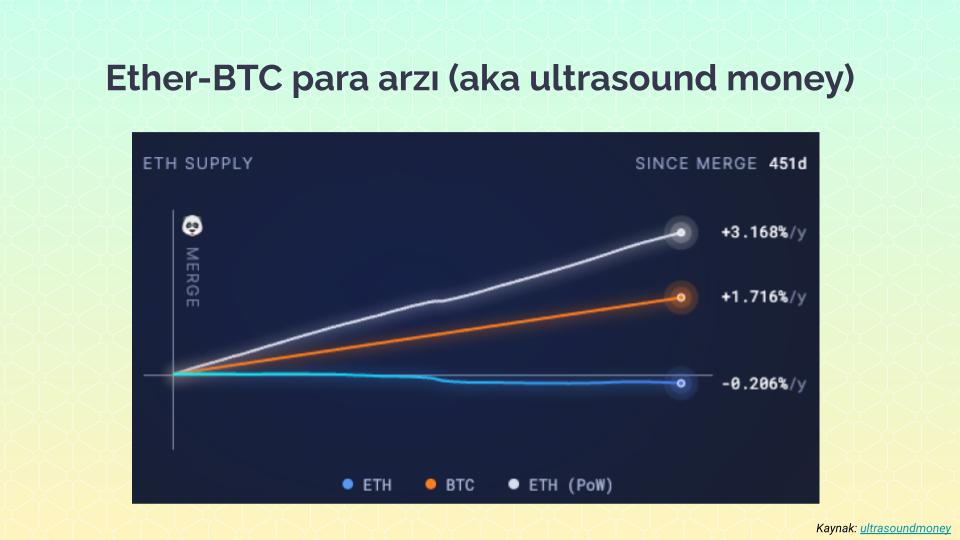 Ether-BTC para arzı (aka ultrasound money)
ETH SUPPLY
SINCE MERGE 451d
MERGE
+3.168%/y
+1.716%/y
-0.206%/y
ETH BTC ETH (PoW)
Kaynak: ultrasoundmoney